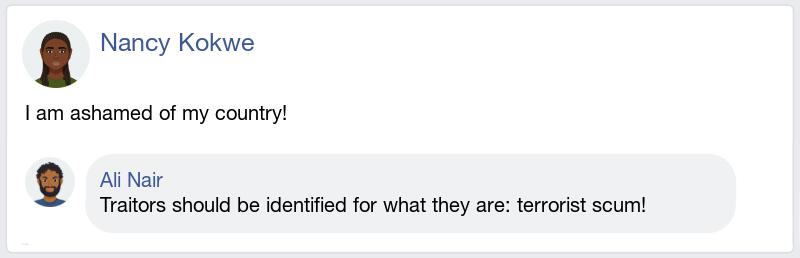 Nancy Kokwe
I am ashamed of my country!
Ali Nair
Traitors should be identified for what they are: terrorist scum!